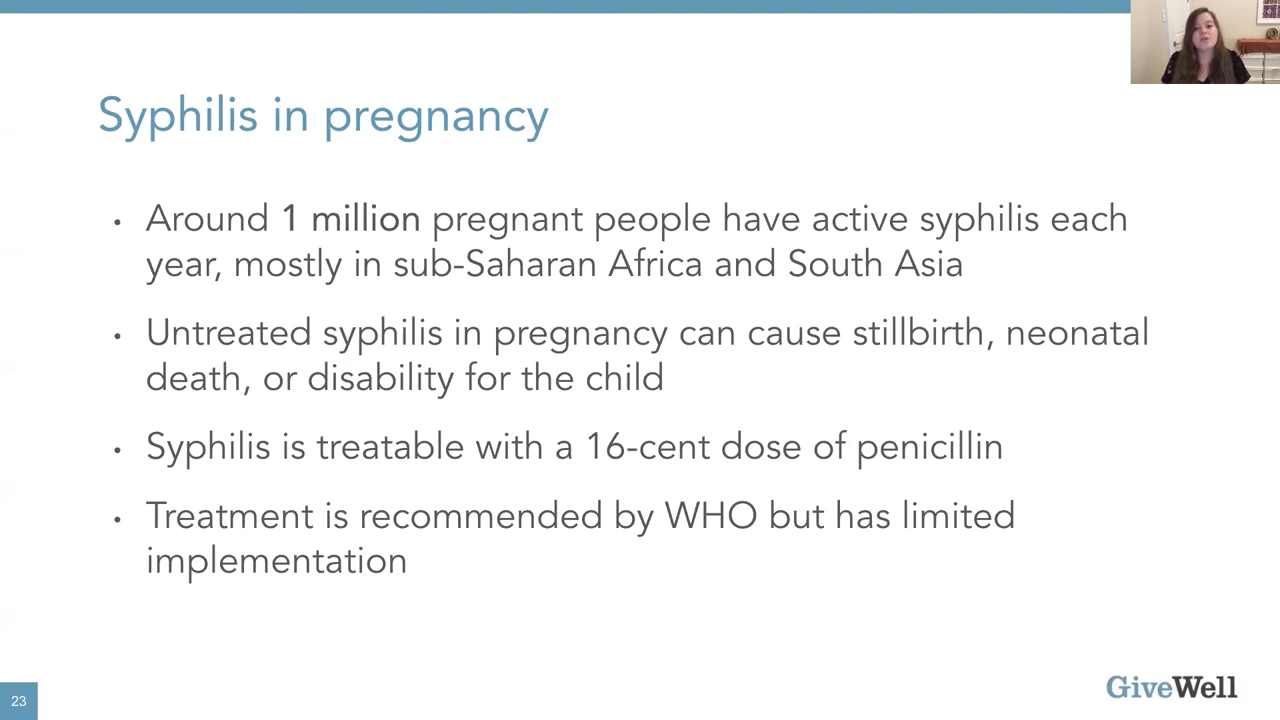 Syphilis in pregnancy
• Around 1 million pregnant people have active syphilis each
year, mostly in sub-Saharan Africa and South Asia
• Untreated syphilis in pregnancy can cause stillbirth, neonatal
death, or disability for the child
• Syphilis is treatable with a 16-cent dose of penicillin
• Treatment is recommended by WHO but has limited
implementation
23
GiveWell